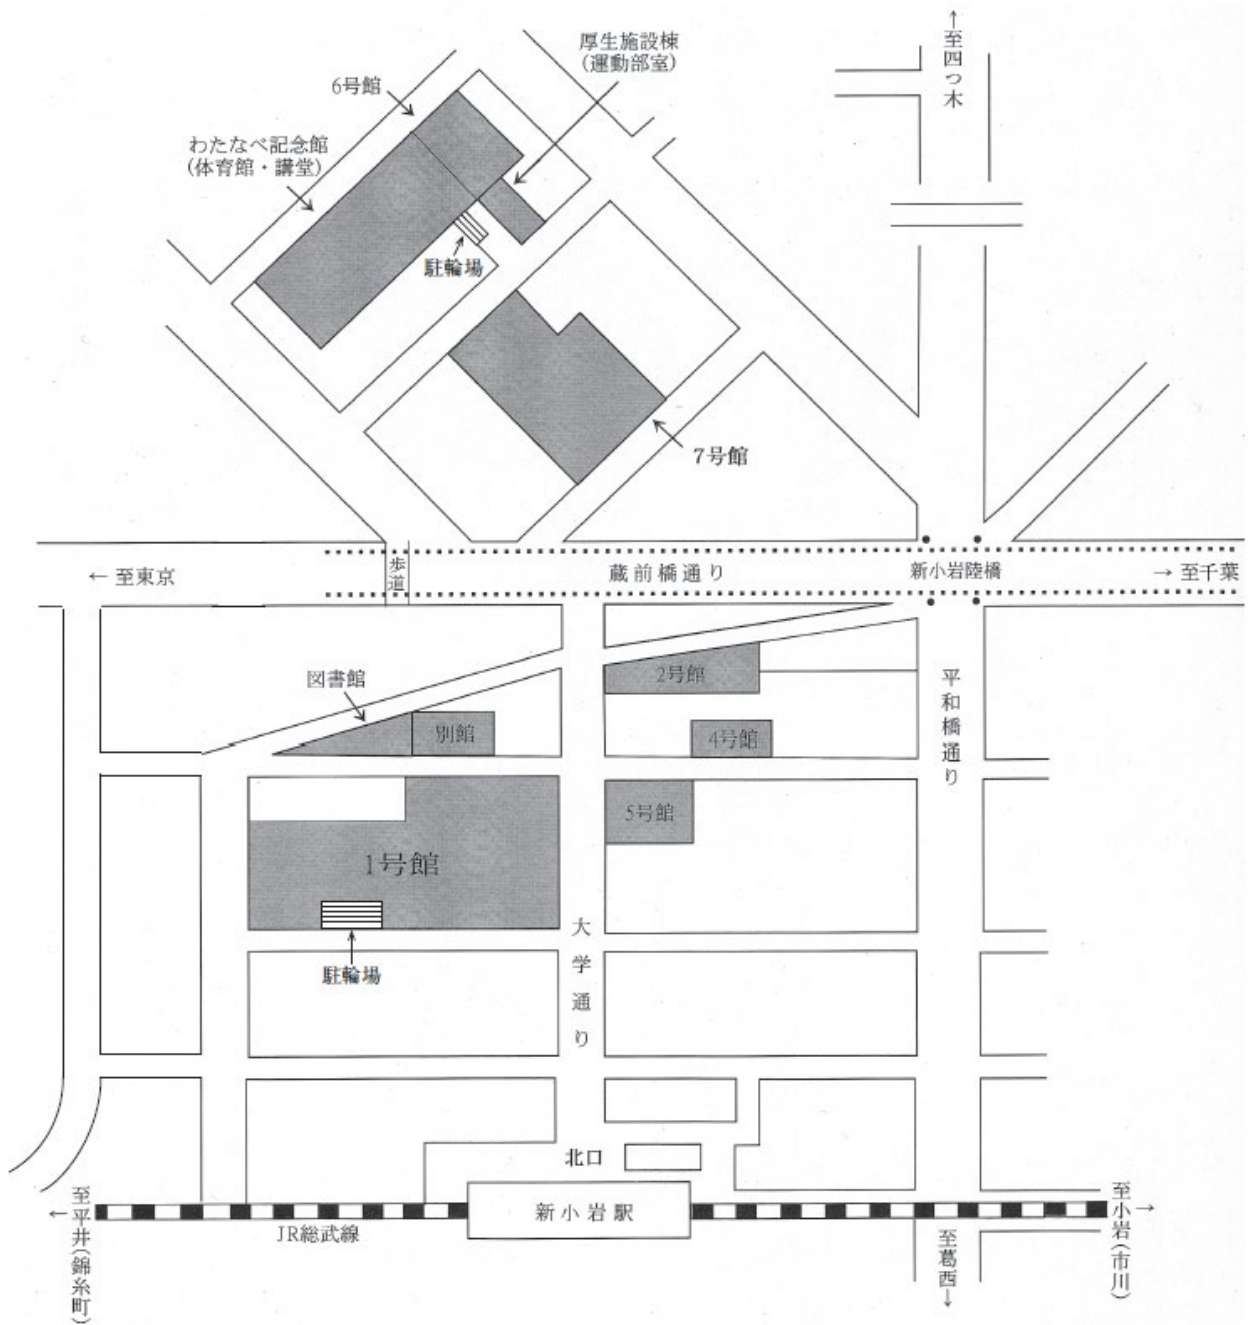 ↑至四つ木
厚生施設棟
(運動部室)
6号館
わたなべ記念館
(体育館・講堂)
駐輪場
7号館
← 至東京
歩道
蔵前橋通り
新小岩陸橋
→ 至千葉
図書館
2号館
別館
4号館
平和橋通り
5号館
1号館
駐輪場
大学通り
北口
新小岩駅
JR総武線
←至平井(錦糸町)
至小岩(市川)→
至葛西↓